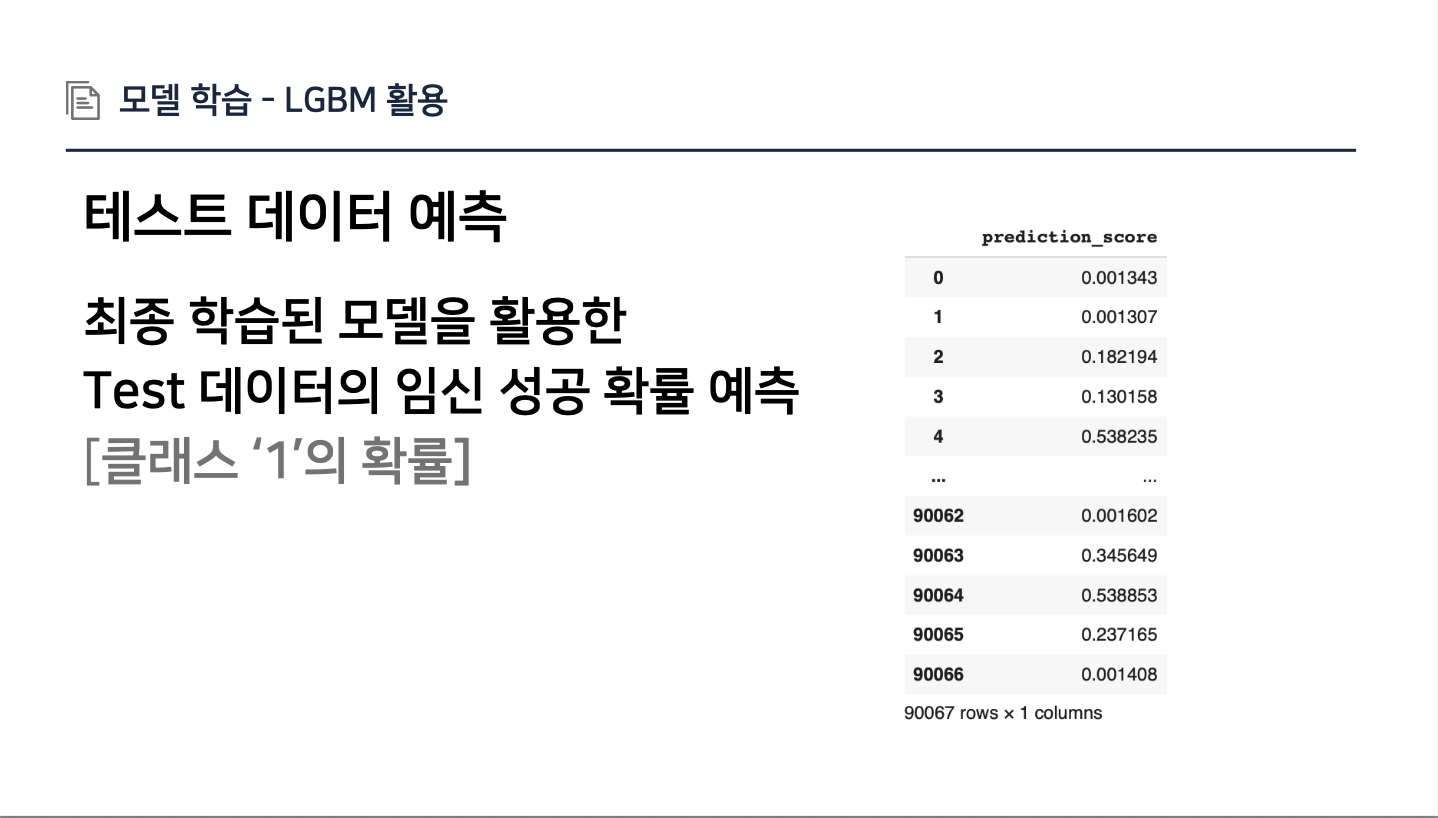 모델 학습 - LGBM 활용
테스트 데이터 예측
최종 학습된 모델을 활용한
Test 데이터의 임신 성공 확률 예측
[클래스 ‘1’의 확률]
prediction_score
0 0.001343
1 0.001307
2 0.182194
3 0.130158
4 0.538235
... ...
90062 0.001602
90063 0.345649
90064 0.538853
90065 0.237165
90066 0.001408
90067 rows × 1 columns